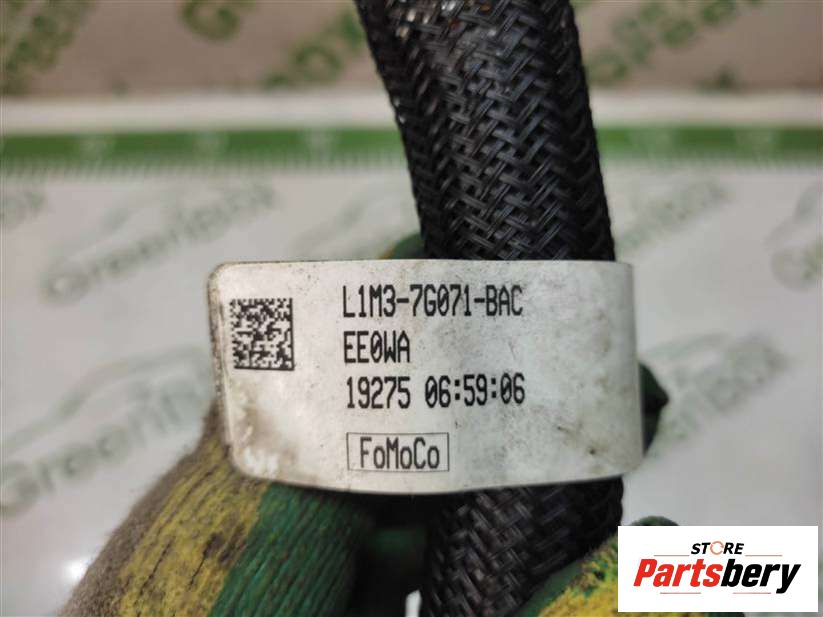 L1M3-7G071-BAC
EE0WA
19275 06:59:06
FoMoCo
STORE
Partsbery